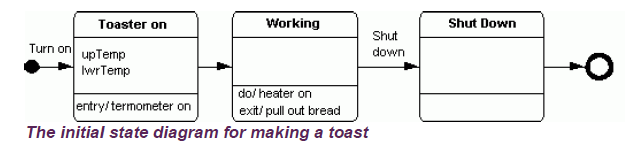 Turn on
Toaster on
upTemp
lwrTemp
entry/ termometer on
Working
do/ heater on
exit/ pull out bread
Shut
down
Shut Down
The initial state diagram for making a toast